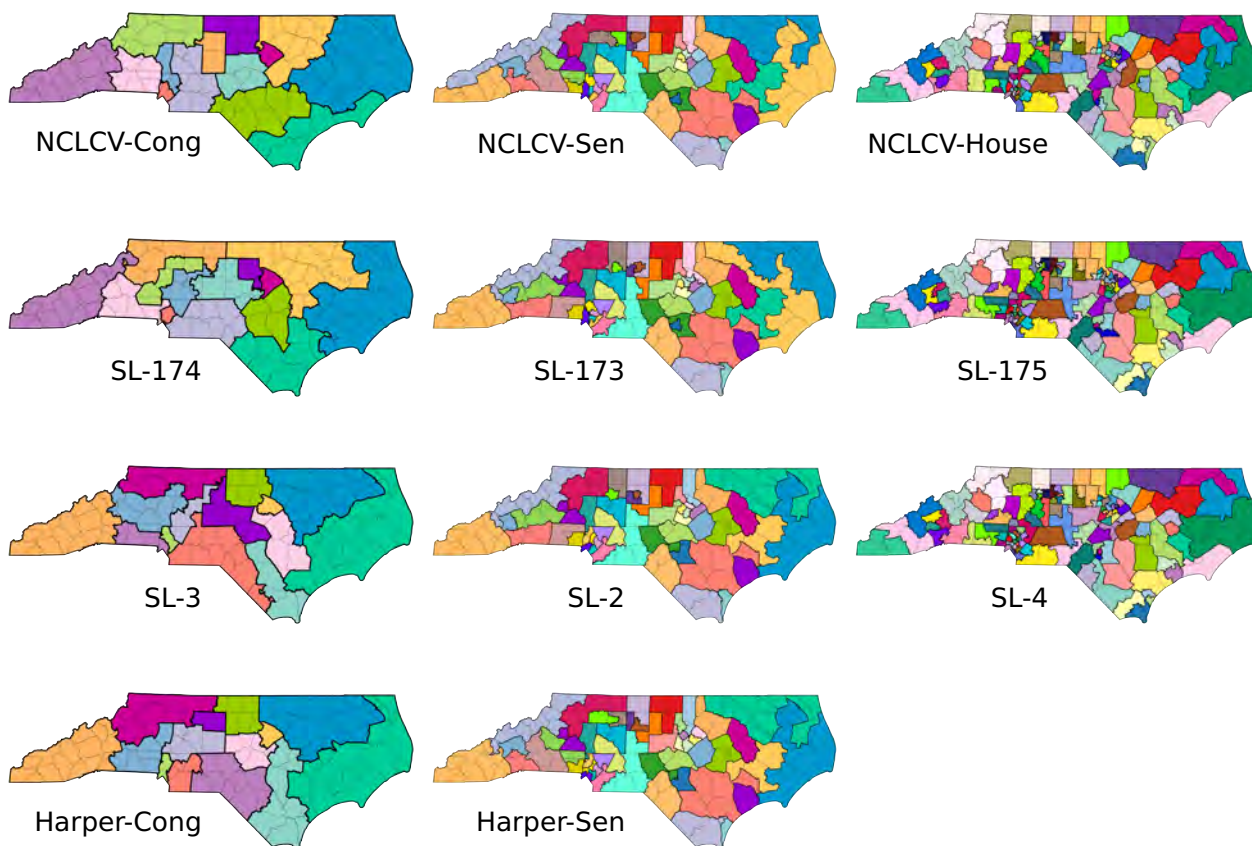 NCLCV-Cong
NCLCV-Sen
NCLCV-House
SL-174
SL-173
SL-175
SL-3
SL-2
SL-4
Harper-Cong
Harper-Sen